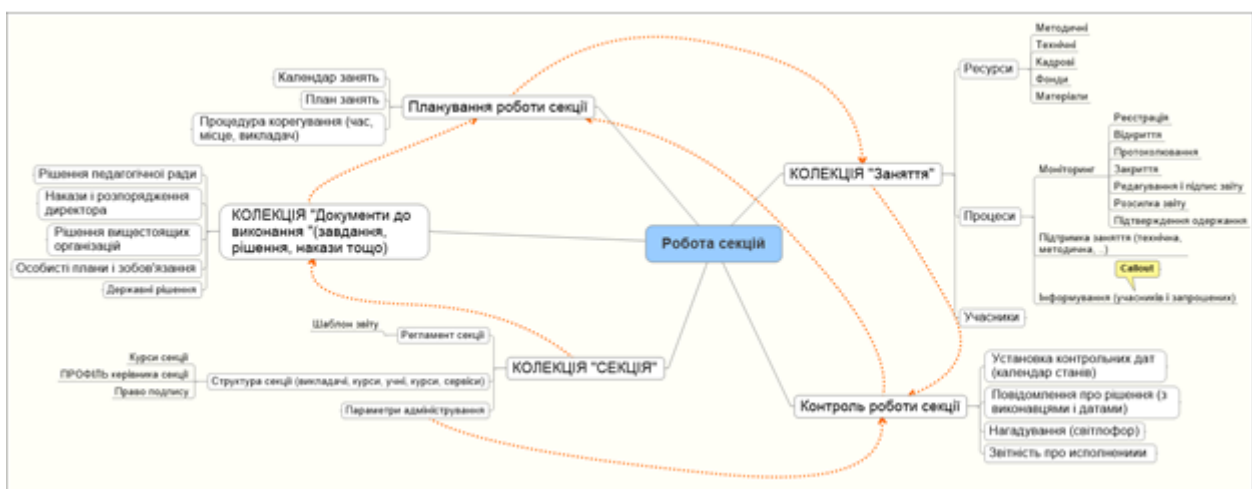 Календар занять
План занять
Процедура корегування (час,
місце, викладач)
Планування роботи секції
Рішення педагогічної ради
Накази і розпорядження
директора
Рішення вищестоящих
організацій
Особисті плани і зобов'язання
Державні рішення
КОЛЕКЦІЯ "Документи до
виконання "(завдання,
рішення, накази тощо)
Шаблон звіту
Регламент секції
Курси секції
ПРОФІЛЬ керівника секції
Право подпису
Структура секції (викладачі, курси, учні, курси, сервіси)
Параметри адміністрування
КОЛЕКЦІЯ "СЕКЦІЯ"
Робота секцій
КОЛЕКЦІЯ "Заняття"
Ресурси
Методичні
Технічні
Кадрові
Фонди
Матеріали
Процеси
Моніторинг
Реєстрація
Відкриття
Протоколювання
Закриття
Редагування і підпис звіту
Розсилка звіту
Підтвердження одержання
Підтримка заняття (технічна,
методична, ..)
Callout
Інформування (учасників і запрошених)
Учасники
Контроль роботи секції
Установка контрольних дат
(календар станів)
Повідомлення про рішення (з
виконавцями і датами)
Нагадування (світлофор)
Звітність про исполнениии